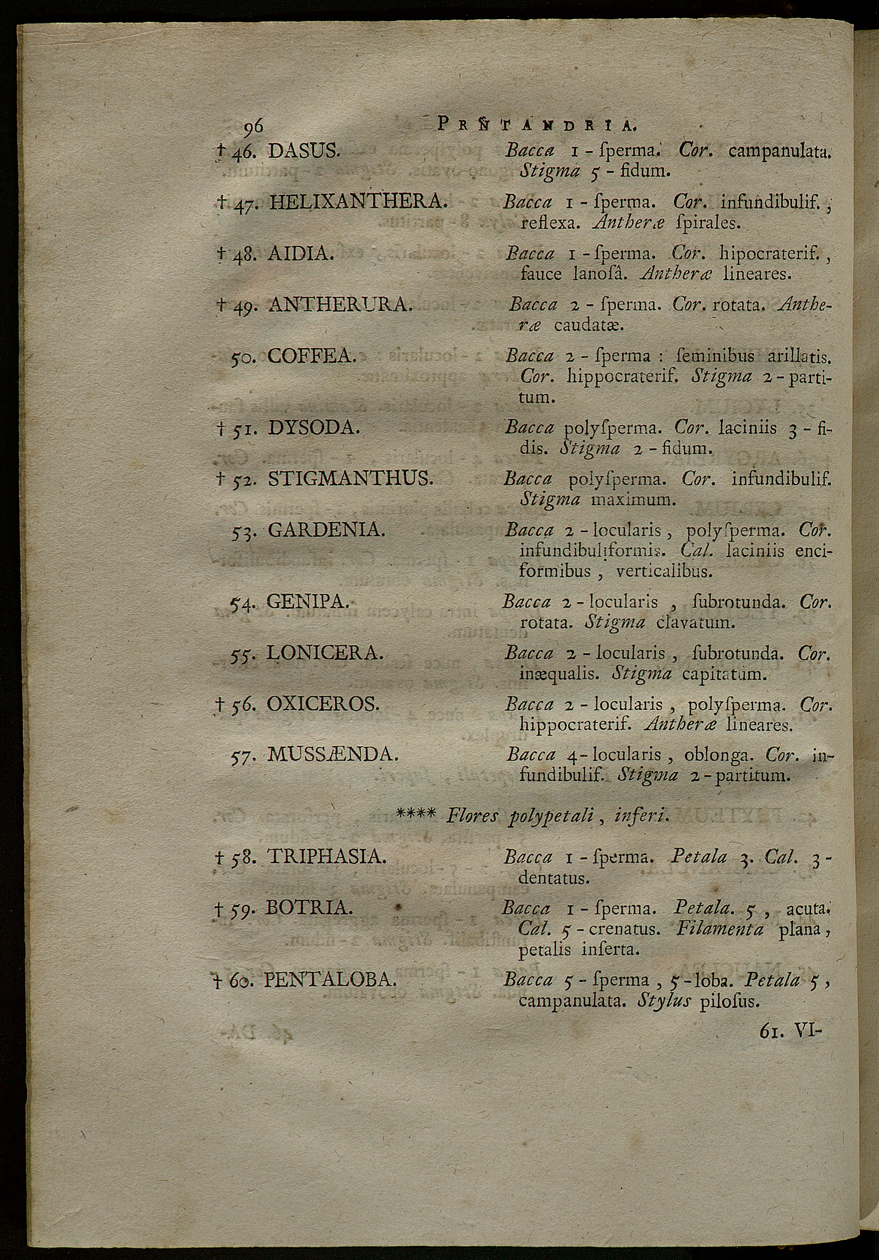 96 PENTANDRIA.
† 46. DASUS. Bacca 1 - ſperma. Cor. campanulata.
Stigma 5 - fidum.
† 47. HELIXANTHERA. Bacca 1 - ſperma. Cor. infundibulif. ;
reflexa. Antheræ ſpirales.
† 48. AIDIA. Bacca 1 - ſperma. Cor. hipocraterif. ,
fauce lanoſâ. Antheræ lineares.
† 49. ANTHERURA. Bacca 2 - ſperma. Cor. rotata. Anthe-
ræ caudatæ.
50. COFFEA. Bacca 2 - ſperma : ſeminibus arillatis.
Cor. hippocraterif. Stigma 2 - parti-
tum.
† 51. DYSODA. Bacca polyſperma. Cor. laciniis 3 - fi-
dis. Stigma 2 - fidum.
† 52. STIGMANTHUS. Bacca polyſperma. Cor. infundibulif.
Stigma maximum.
53. GARDENIA. Bacca 2 - locularis , polyſperma. Cor.
infundibuliformis. Cal. laciniis enci-
formibus , verticalibus.
54. GENIPA. Bacca 2 - locularis , ſubrotunda. Cor.
rotata. Stigma clavatum.
55. LONICERA. Bacca 2 - locularis , ſubrotunda. Cor.
inæqualis. Stigma capitatum.
† 56. OXICEROS. Bacca 2 - locularis , polyſperma. Cor.
hippocraterif. Antheræ lineares.
57. MUSSÆNDA. Bacca 4 - locularis , oblonga. Cor. in-
fundibulif. Stigma 2 - partitum.
**** Flores polypetali , inferi.
† 58. TRIPHASIA. Bacca 1 - ſperma. Petala 3. Cal. 3 -
dentatus.
† 59. BOTRIA. Bacca 1 - ſperma. Petala. 5 , acuta.
Cal. 5 - crenatus. Filamenta plana ,
petalis inſerta.
† 60. PENTALOBA. Bacca 5 - ſperma , 5 - loba. Petala 5 ,
campanulata. Stylus piloſus.
61. VI-